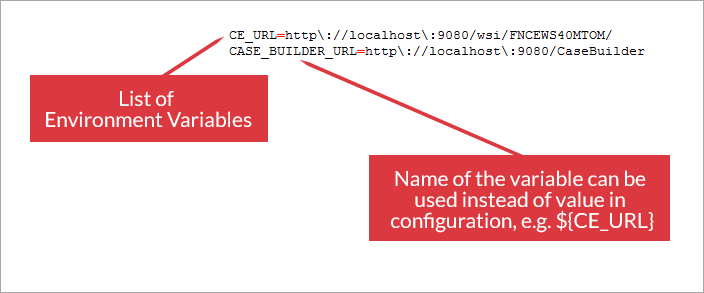 CE_URL=http\://localhost\:9080/wsi/FNCEWS40MTOM/
CASE_BUILDER_URL=http\://localhost\:9080/CaseBuilder
List of
Environment Variables
Name of the variable can be
used instead of value in
configuration, e.g. ${CE_URL}